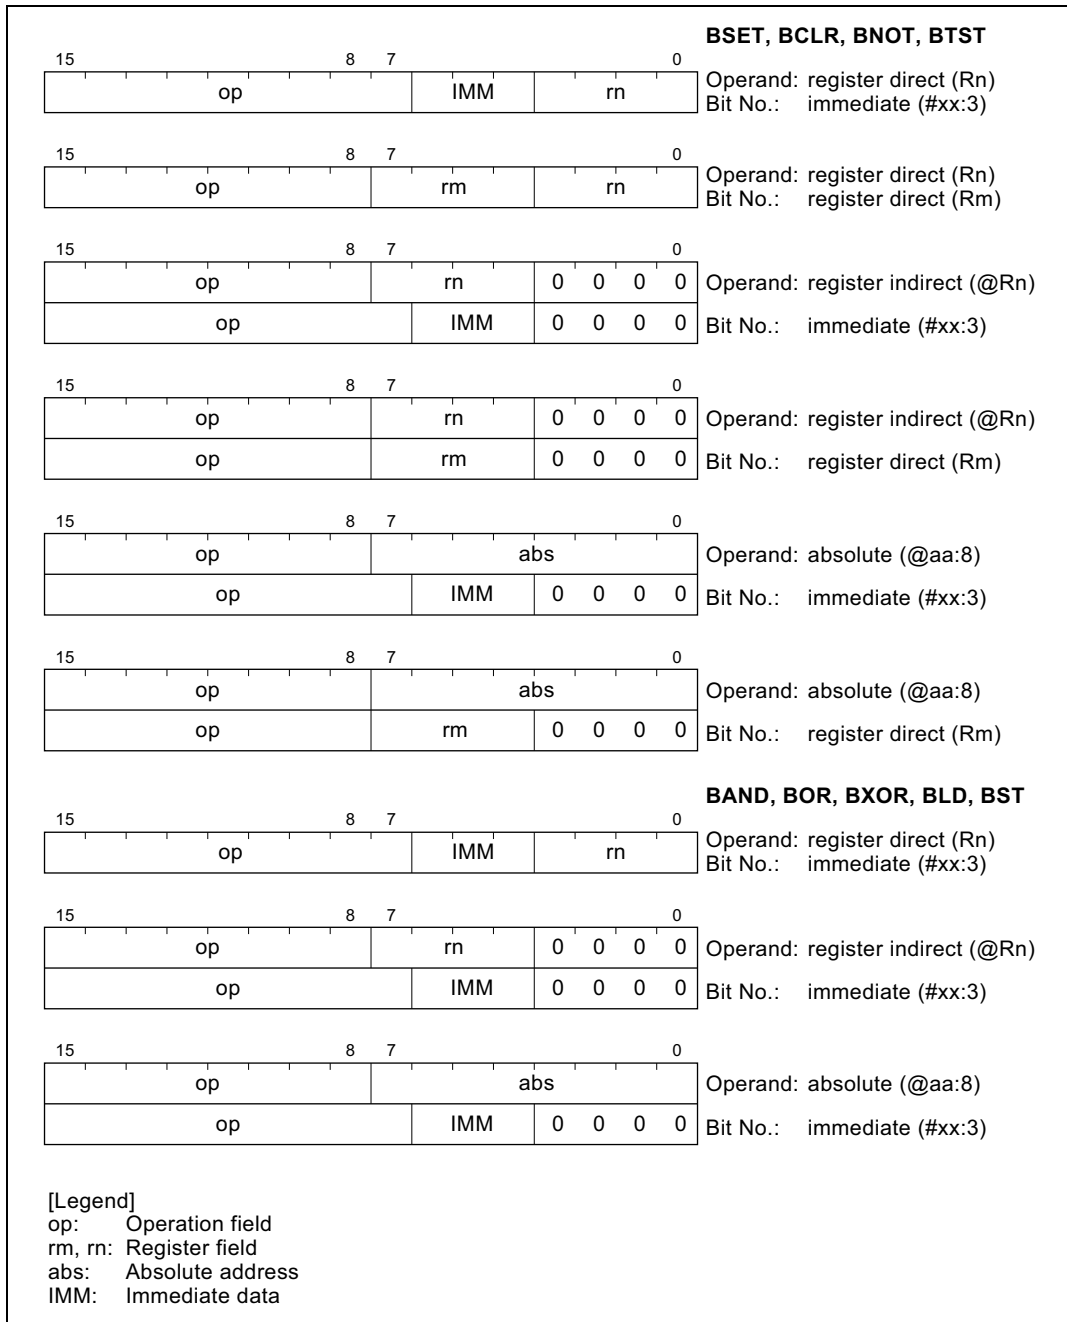 BSET, BCLR, BNOT, BTST
15 8 7 0
op IMM rn
Operand: register direct (Rn)
Bit No.: immediate (#xx:3)
15 8 7 0
op rm rn
Operand: register direct (Rn)
Bit No.: register direct (Rm)
15 8 7 0
op rn 0 0 0 0 Operand: register indirect (@Rn)
op IMM 0 0 0 0 Bit No.: immediate (#xx:3)
15 8 7 0
op rn 0 0 0 0 Operand: register indirect (@Rn)
op rm 0 0 0 0 Bit No.: register direct (Rm)
15 8 7 0
op abs Operand: absolute (@aa:8)
op IMM 0 0 0 0 Bit No.: immediate (#xx:3)
15 8 7 0
op abs Operand: absolute (@aa:8)
op rm 0 0 0 0 Bit No.: register direct (Rm)
BAND, BOR, BXOR, BLD, BST
15 8 7 0
op IMM rn
Operand: register direct (Rn)
Bit No.: immediate (#xx:3)
15 8 7 0
op rn 0 0 0 0 Operand: register indirect (@Rn)
op IMM 0 0 0 0 Bit No.: immediate (#xx:3)
15 8 7 0
op abs Operand: absolute (@aa:8)
op IMM 0 0 0 0 Bit No.: immediate (#xx:3)
[Legend]
op: Operation field
rm, rn: Register field
abs: Absolute address
IMM: Immediate data